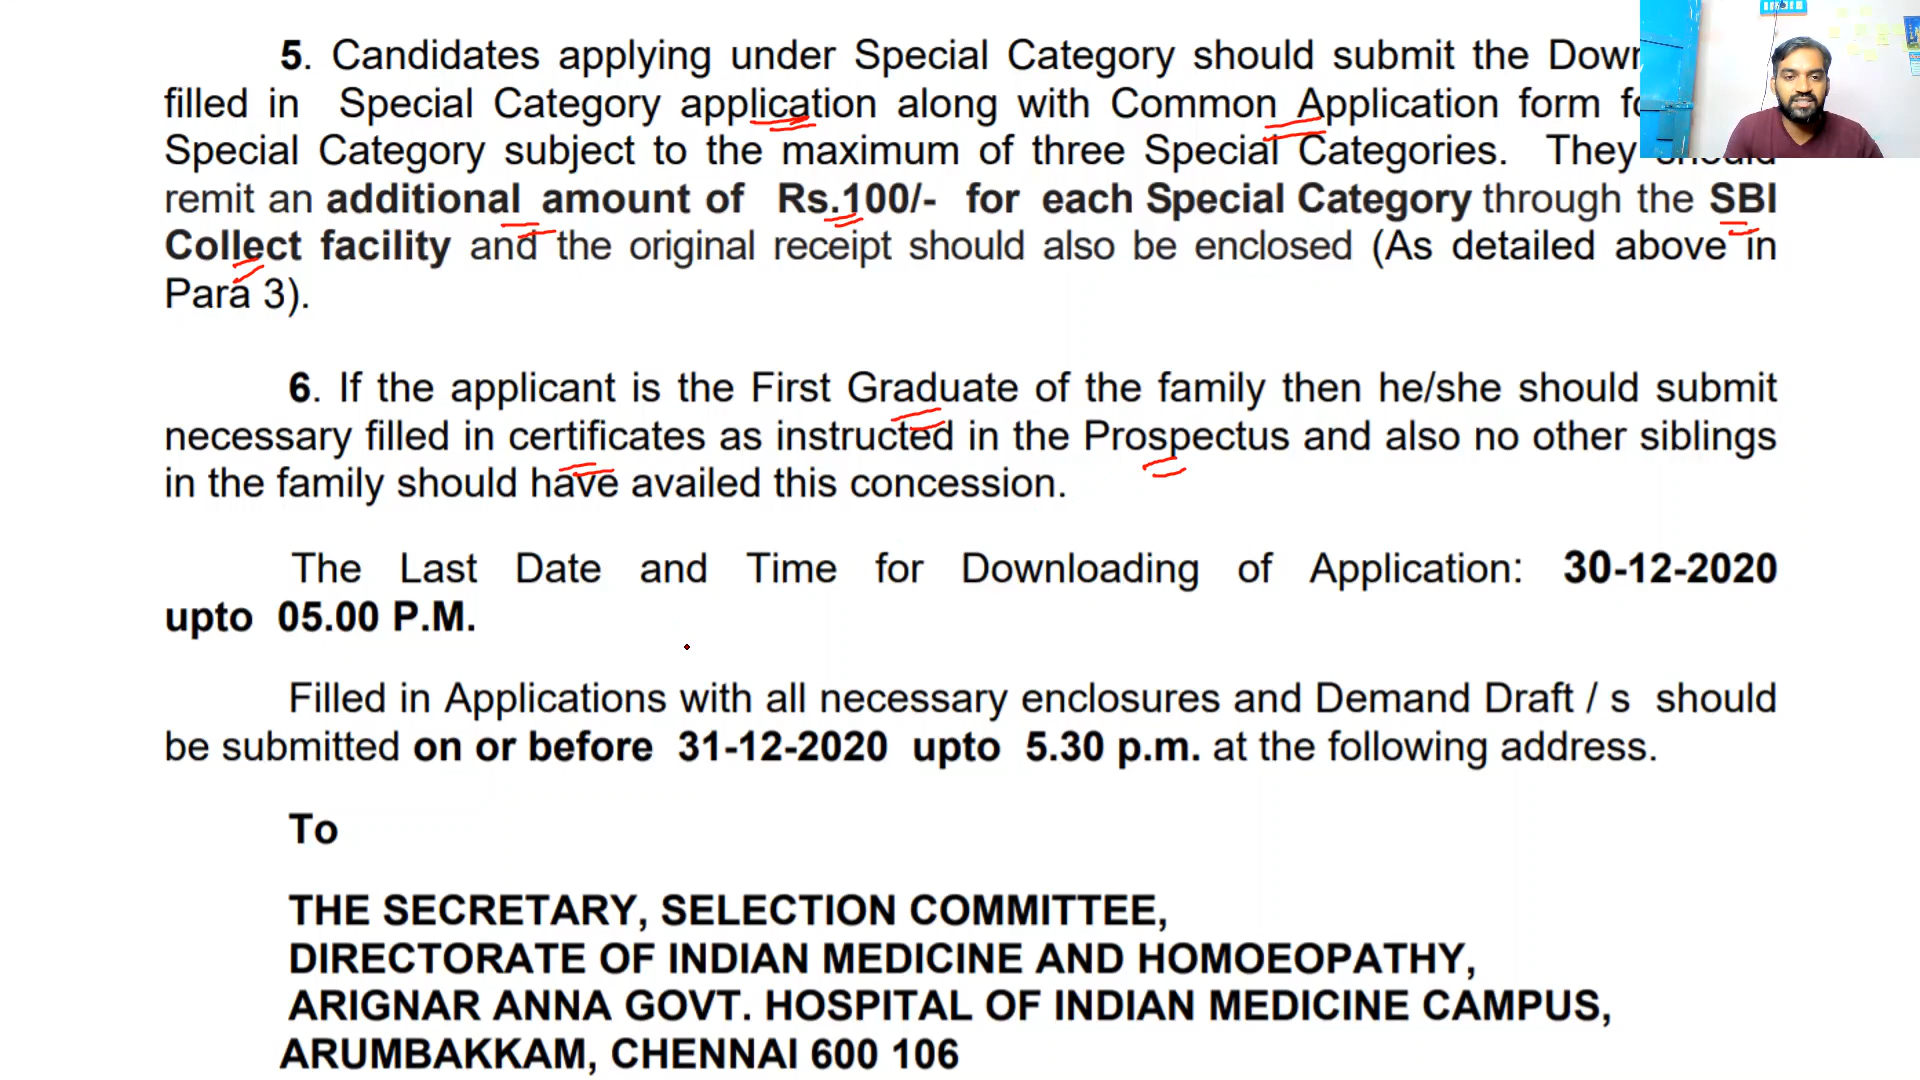 5. Candidates applying under Special Category should submit the
filled in Special Category application along with Common Application form
Special Category subject to the maximum of three Special Categories. They should
remit an additional amount of Rs.100/- for each Special Category through the SBI
Collect facility and the original receipt should also be enclosed (As detailed above in
Para 3).
6. If the applicant is the First Graduate of the family then he/she should submit
necessary filled in certificates as instructed in the Prospectus and also no other siblings
in the family should have availed this concession.
The Last Date and Time for Downloading of Application: 30-12-2020
upto 05.00 P.M.
Filled in Applications with all necessary enclosures and Demand Draft / s should
be submitted on or before 31-12-2020 upto 5.30 p.m. at the following address.
To
THE SECRETARY, SELECTION COMMITTEE,
DIRECTORATE OF INDIAN MEDICINE AND HOMOEOPATHY,
ARIGNAR ANNA GOVT. HOSPITAL OF INDIAN MEDICINE CAMPUS,
ARUMBAKKAM, CHENNAI 600 106